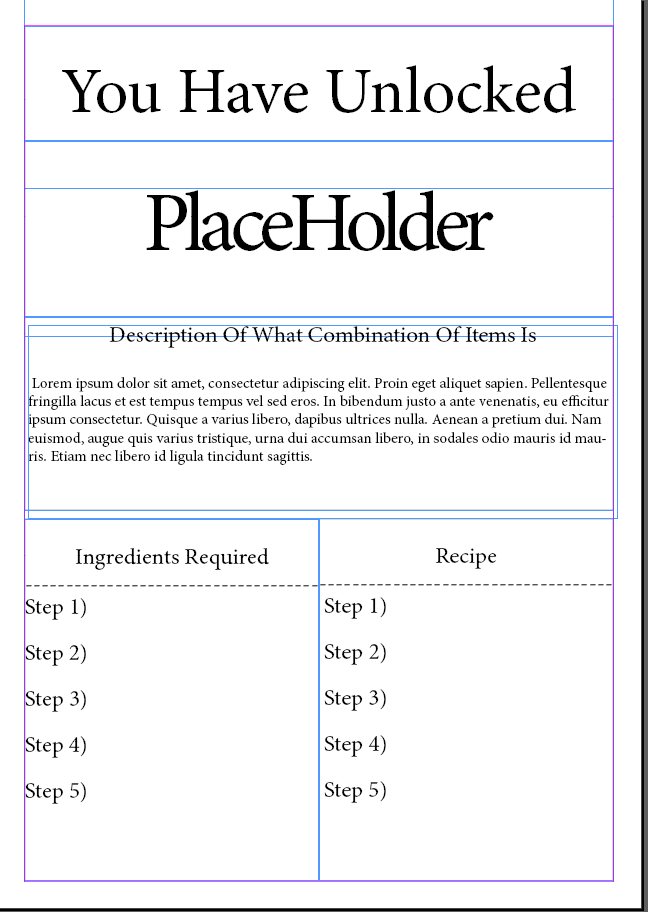 You Have Unlocked
PlaceHolder
Description Of What Combination Of Items Is
Lorem ipsum dolor sit amet, consectetur adipiscing elit. Proin eget aliquet sapien. Pellentesque
fringilla lacus et est tempus tempus vel sed eros. In bibendum justo a ante venenatis, eu efficitur
ipsum consectetur. Quisque a varius libero, dapibus ultrices nulla. Aenean a pretium dui. Nam
euismod, augue quis varius tristique, urna dui accumsan libero, in sodales odio mauris id mau-
ris. Etiam nec libero id ligula tincidunt sagittis.
Ingredients Required
Step 1)
Step 2)
Step 3)
Step 4)
Step 5)
Recipe
Step 1)
Step 2)
Step 3)
Step 4)
Step 5)